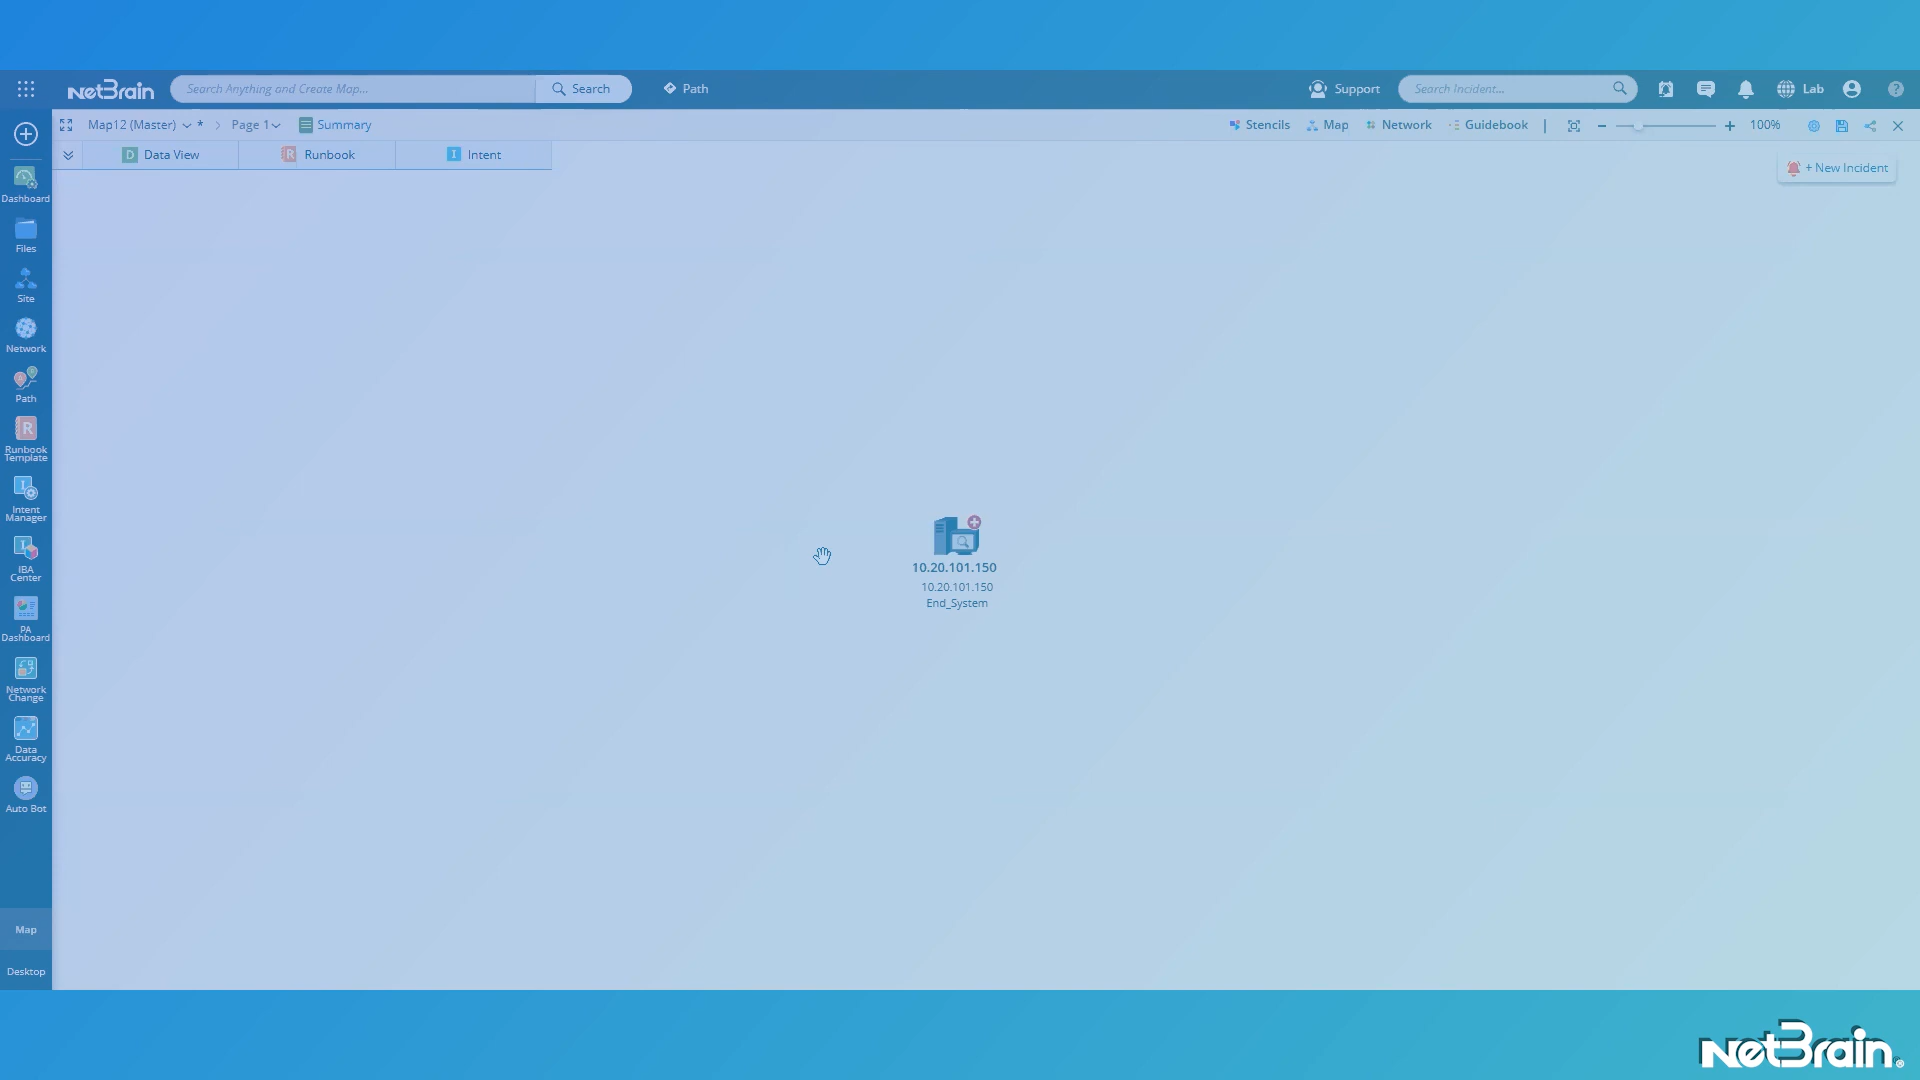 NetBrain
Search Anything and Create Map...
Search
Path
Support
Search Incident...
Lab
?
Map12 (Master) *
Page 1
Summary
Stencils
Map
Network
Guidebook
100%
D Data View
R Runbook
I Intent
+ New Incident
Dashboard
Files
Site
Network
Path
R
Runbook
Template
I
Intent
Manager
I
IBA
Center
PA
Dashboard
Network
Change
Data
Accuracy
Auto Bot
10.20.101.150
10.20.101.150
End_System
Map
Desktop
NetBrain®